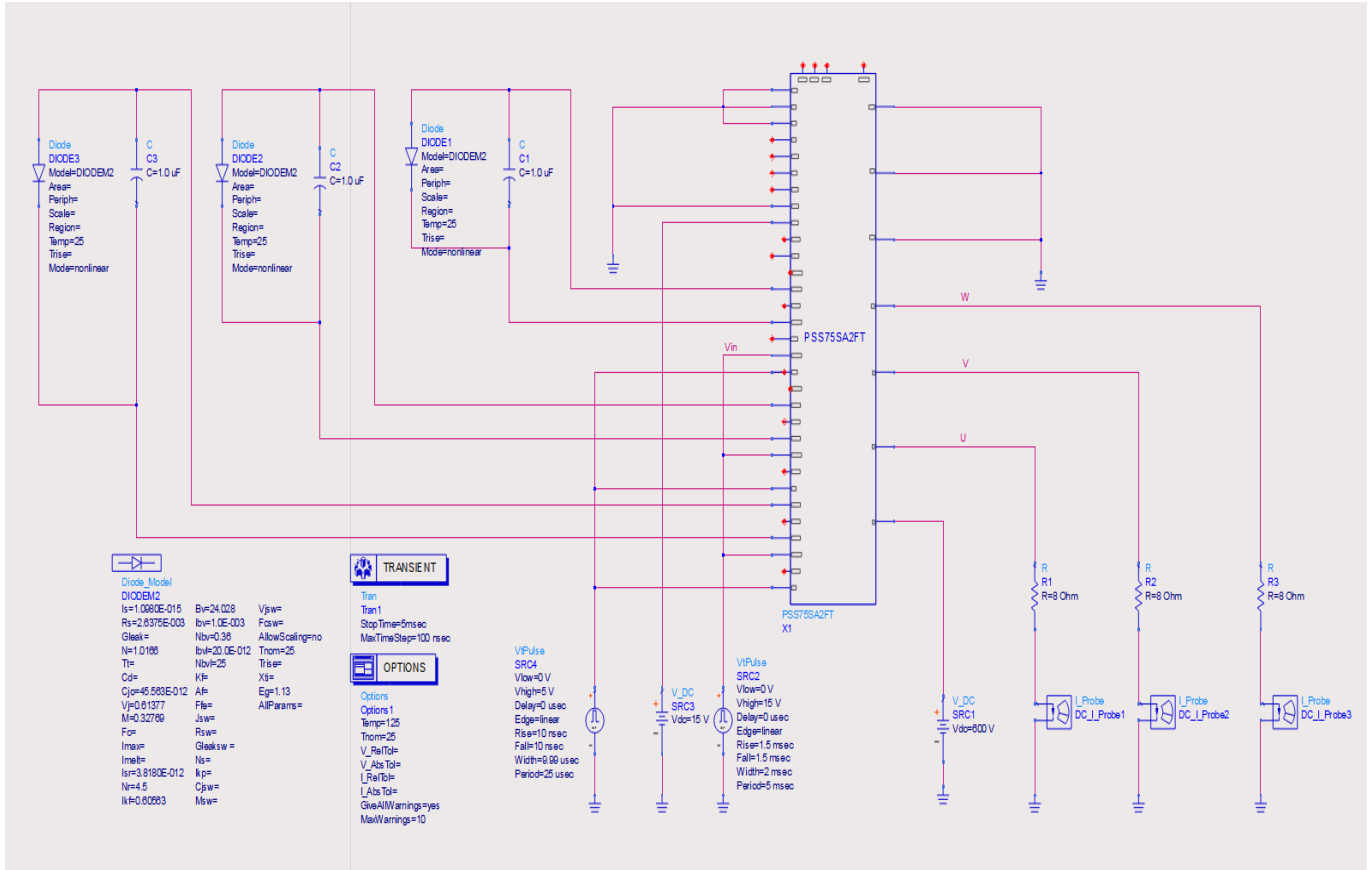 Diode
DIODE3
Model=DIODEM2
Area=
Periph=
Scale=
Region=
Temp=25
Trise=
Mode=nonlinear
C
C3
C=1.0 uF
Diode
DIODE2
Model=DIODEM2
Area=
Periph=
Scale=
Region=
Temp=25
Trise=
Mode=nonlinear
C
C2
C=1.0 uF
Diode
DIODE1
Model=DIODEM2
Area=
Periph=
Scale=
Region=
Temp=25
Trise=
Mode=nonlinear
C
C1
C=1.0 uF
Vin
PSS75SA2FT
W
V
U
PSS75SA2FT
X1
R
R1
R=8 Ohm
R
R2
R=8 Ohm
R
R3
R=8 Ohm
Diode_Model
DIODEM2
Is=1.0980E-015 Bv=24.028 Vjsw=
Rs=2.6375E-003 Ibv=1.0E-003 Fcsw=
Gleak= Nbv=0.36 AllowScaling=no
N=1.0166 Ibvl=20.0E-012 Tnom=25
Tt= Nbvl=25 Trise=
Cd= Kf= Xti=
Cjo=45.563E-012 Af= Eg=1.13
Vj=0.61377 Ffe= AllParams=
M=0.32769 Jsw=
Fc= Rsw=
Imax= Gleaksw =
Imelt= Ns=
Isr=3.8180E-012 Ikp=
Nr=4.5 Cjsw=
Ikf=0.60563 Msw=
TRANSIENT
Tran
Tran1
StopTime=5msec
MaxTimeStep=100 nsec
OPTIONS
Options
Options1
Temp=125
Tnom=25
V_RelTol=
V_AbsTol=
I_RelTol=
I_AbsTol=
GiveAllWarnings=yes
MaxWarnings=10
VtPulse
SRC4
Vlow=0 V
Vhigh=5 V
Delay=0 usec
Edge=linear
Rise=10 nsec
Fall=10 nsec
Width=9.99 usec
Period=25 usec
V_DC
SRC3
Vdc=15 V
VtPulse
SRC2
Vlow=0 V
Vhigh=15 V
Delay=0 usec
Edge=linear
Rise=1.5 msec
Fall=1.5 msec
Width=2 msec
Period=5 msec
V_DC
SRC1
Vdc=600 V
I_Probe
DC_I_Probe1
I_Probe
DC_I_Probe2
I_Probe
DC_I_Probe3